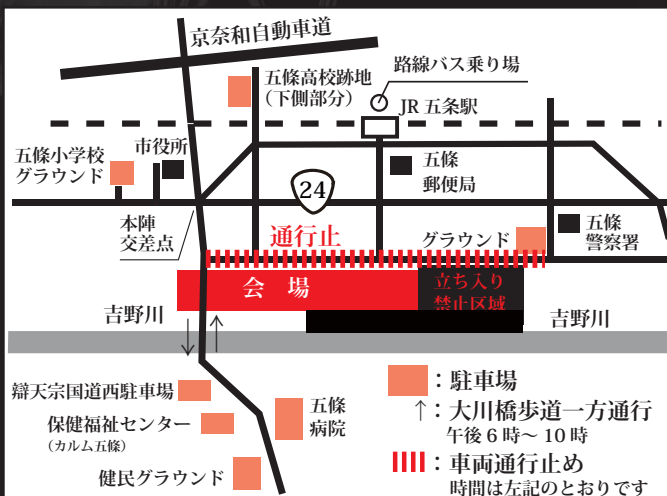 京奈和自動車道
路線バス乗り場
五條高校跡地
(下側部分)
JR 五条駅
市役所
五條小学校
グラウンド
五條
郵便局
24
本陣
交差点
通行止
グラウンド
五條
警察署
会 場
立ち入り
禁止区域
吉野川
吉野川
辯天宗国道西駐車場
保健福祉センター
(カルム五條)
五條
病院
健民グラウンド
:駐車場
↑:大川橋歩道一方通行
午後 6 時〜 10 時
:車両通行止め
時間は左記のとおりです